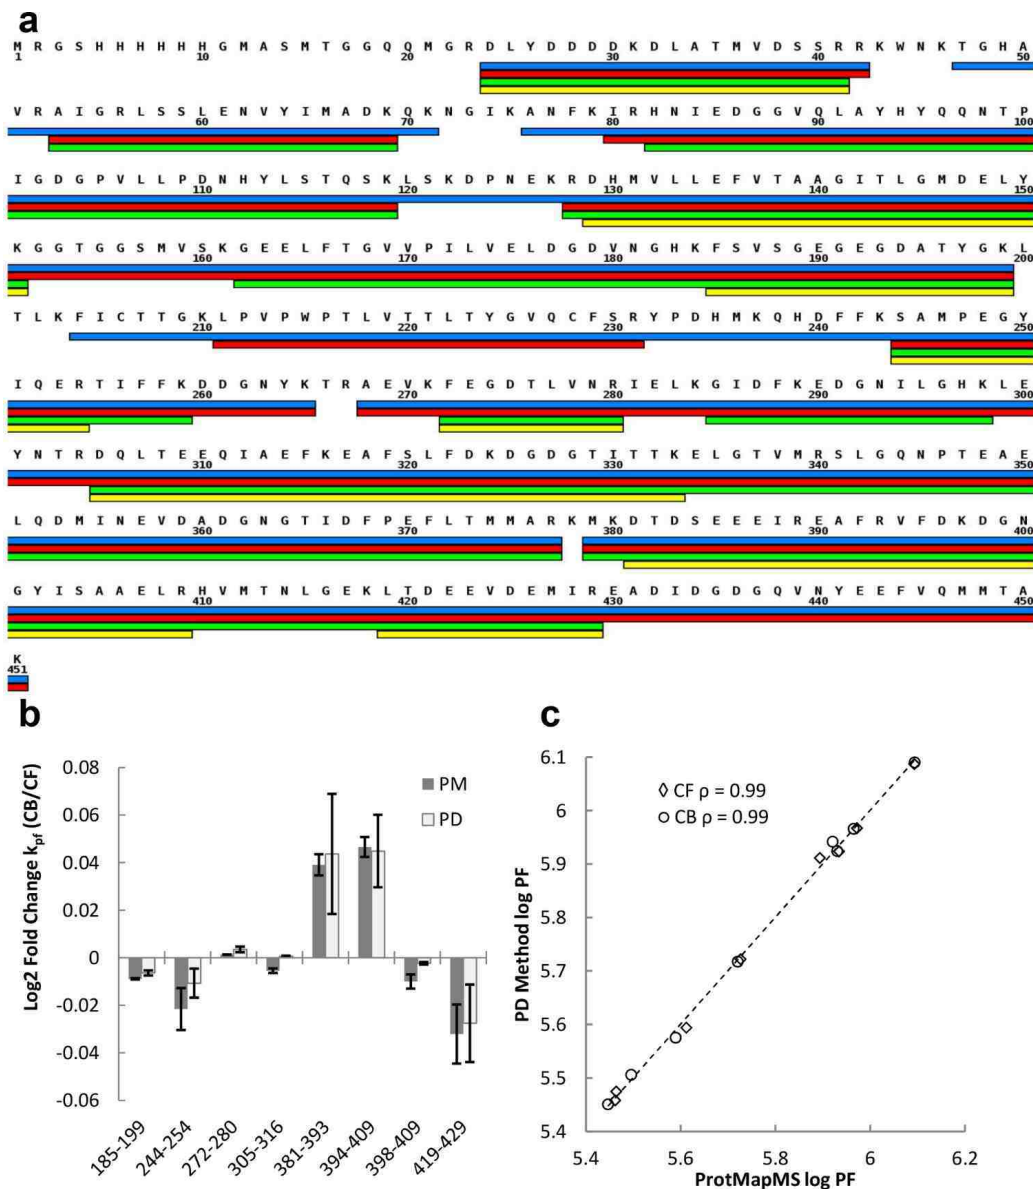 a
M R G S H H H H H H G M A S M T G G Q Q M G R D L Y D D D D K D L A T M V D S S R R K W N K T G H A
1 10 20 30 40 50
V R A I G R L S S L E N V Y I M A D K Q K N G I K A N F K I R H N I E D G G V Q L A Y H Y Q Q N T P
60 70 80 90 100
I G D G P V L L P D N H Y L S T Q S K L S K D P N E K R D H M V L L E F V T A A G I T L G M D E L Y
110 120 130 140 150
K G G T G G S M V S K G E E L F T G V V P I L V E L D G D V N G H K F S V S G E G E G D A T Y G K L
160 170 180 190 200
T L K F I C T T G K L P V P W P T L V T T L T Y G V Q C F S R Y P D H M K Q H D F F K S A M P E G Y
210 220 230 240 250
I Q E R T I F F K D D G N Y K T R A E V K F E G D T L V N R I E L K G I D F K E D G N I L G H K L E
260 270 280 290 300
Y N T R D Q L T E E Q I A E F K E A F S L F D K D G D G T I T T K E L G T V M R S L G Q N P T E A E
310 320 330 340 350
L Q D M I N E V D A D G N G T I D F P E F L T M M A R K M K D T D S E E E I R E A F R V F D K D G N
360 370 380 390 400
G Y I S A A E L R H V M T N L G E K L T D E E V D E M I R E A D I D G D G Q V N Y E E F V Q M M T A
410 420 430 440 450
K
451
b
Log2 Fold Change kpf (CB/CF)
0.08
0.06
0.04
0.02
0
-0.02
-0.04
-0.06
PM
PD
185-199
244-254
272-280
305-316
381-393
394-409
398-409
419-429
c
PD Method log PF
6.1
6
5.9
5.8
5.7
5.6
5.5
5.4
CF ρ = 0.99
CB ρ = 0.99
5.4 5.6 5.8 6 6.2
ProtMapMS log PF